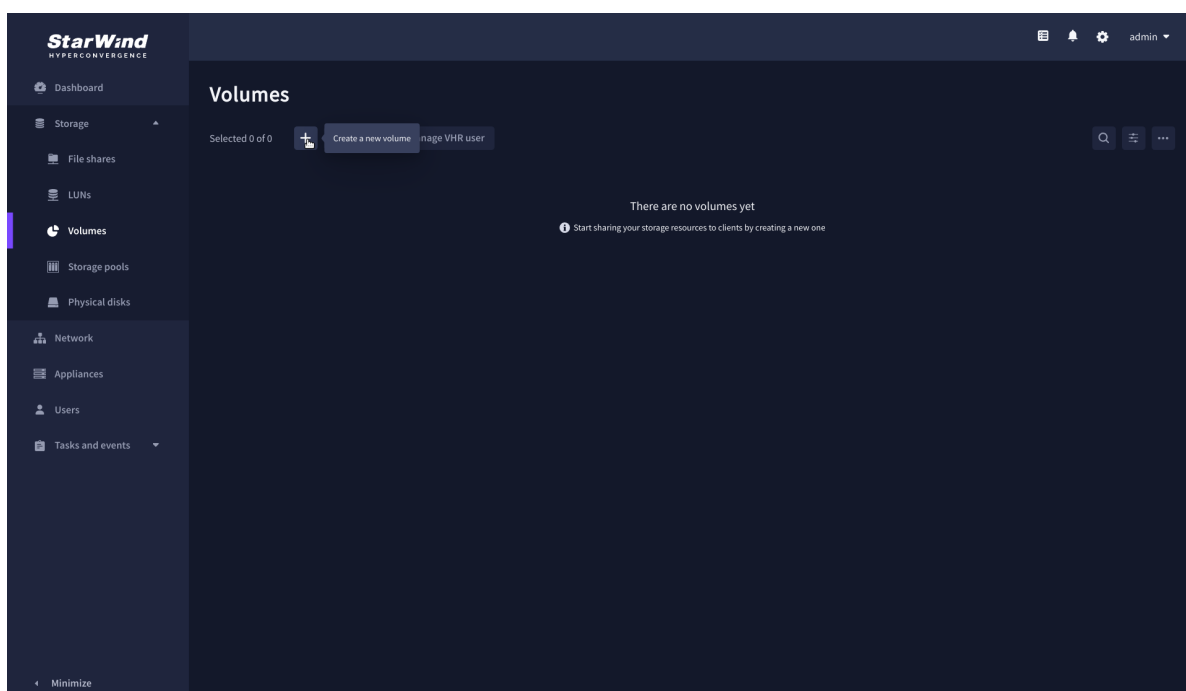 StarWind
HYPERCONVERGENCE
admin
Dashboard
Storage
File shares
LUNs
Volumes
Storage pools
Physical disks
Network
Appliances
Users
Tasks and events
Minimize
Volumes
Selected 0 of 0
Create a new volume
VHR user
There are no volumes yet
Start sharing your storage resources to clients by creating a new one